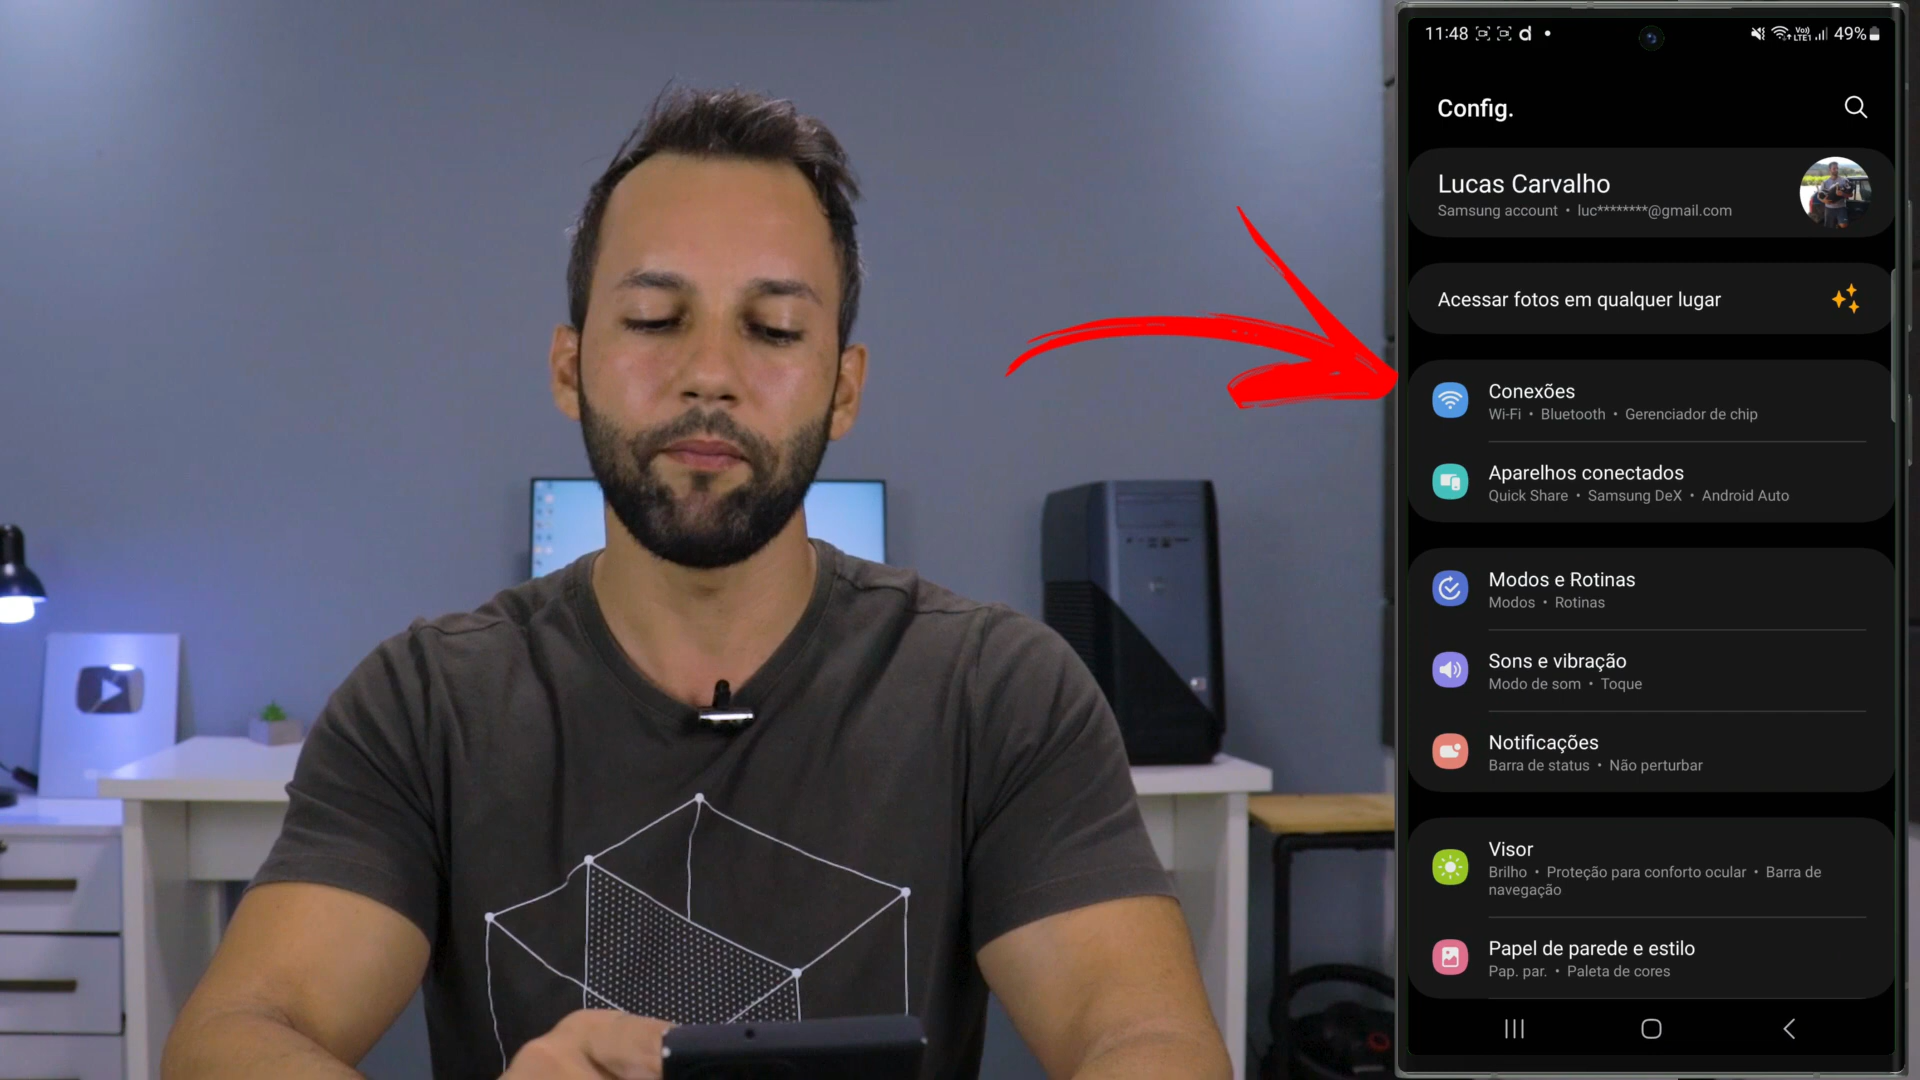 11:48
Vo)
LTE1
49%
Config.
Lucas Carvalho
Samsung account • luc********@gmail.com
Acessar fotos em qualquer lugar
Conexões
Wi-Fi • Bluetooth • Gerenciador de chip
Aparelhos conectados
Quick Share • Samsung DeX • Android Auto
Modos e Rotinas
Modos • Rotinas
Sons e vibração
Modo de som • Toque
Notificações
Barra de status • Não perturbar
Visor
Brilho • Proteção para conforto ocular • Barra de
navegação
Papel de parede e estilo
Pap. par. • Paleta de cores